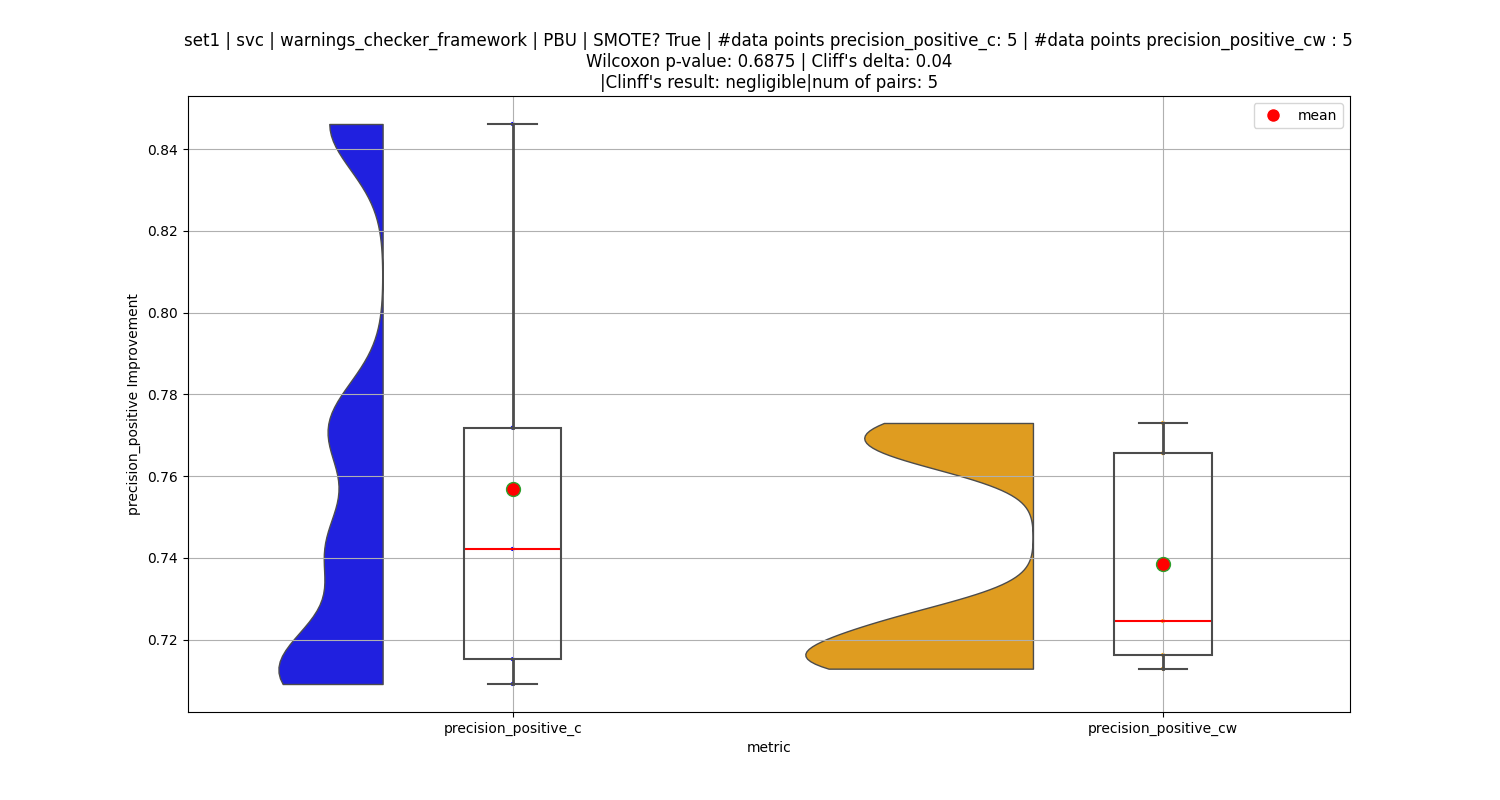 set1 | svc | warnings_checker_framework | PBU | SMOTE? True | #data points precision_positive_c: 5 | #data points precision_positive_cw : 5
Wilcoxon p-value: 0.6875 | Cliff's delta: 0.04
|Clinff's result: negligible|num of pairs: 5
mean
0.84
0.82
0.80
0.78
0.76
0.74
0.72
precision_positive Improvement
precision_positive_c
precision_positive_cw
metric